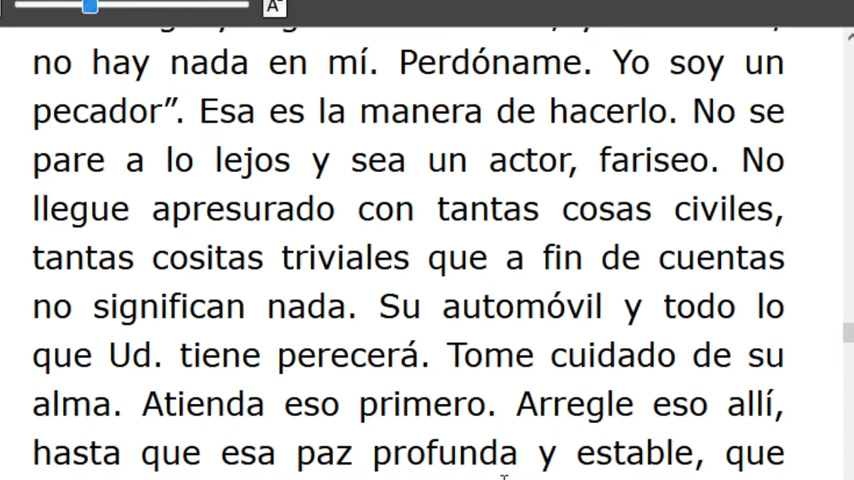 A
no hay nada en mí. Perdóname. Yo soy un
pecador”. Esa es la manera de hacerlo. No se
pare a lo lejos y sea un actor, fariseo. No
llegue apresurado con tantas cosas civiles,
tantas cositas triviales que a fin de cuentas
no significan nada. Su automóvil y todo lo
que Ud. tiene perecerá. Tome cuidado de su
alma. Atienda eso primero. Arregle eso allí,
hasta que esa paz profunda y estable, que